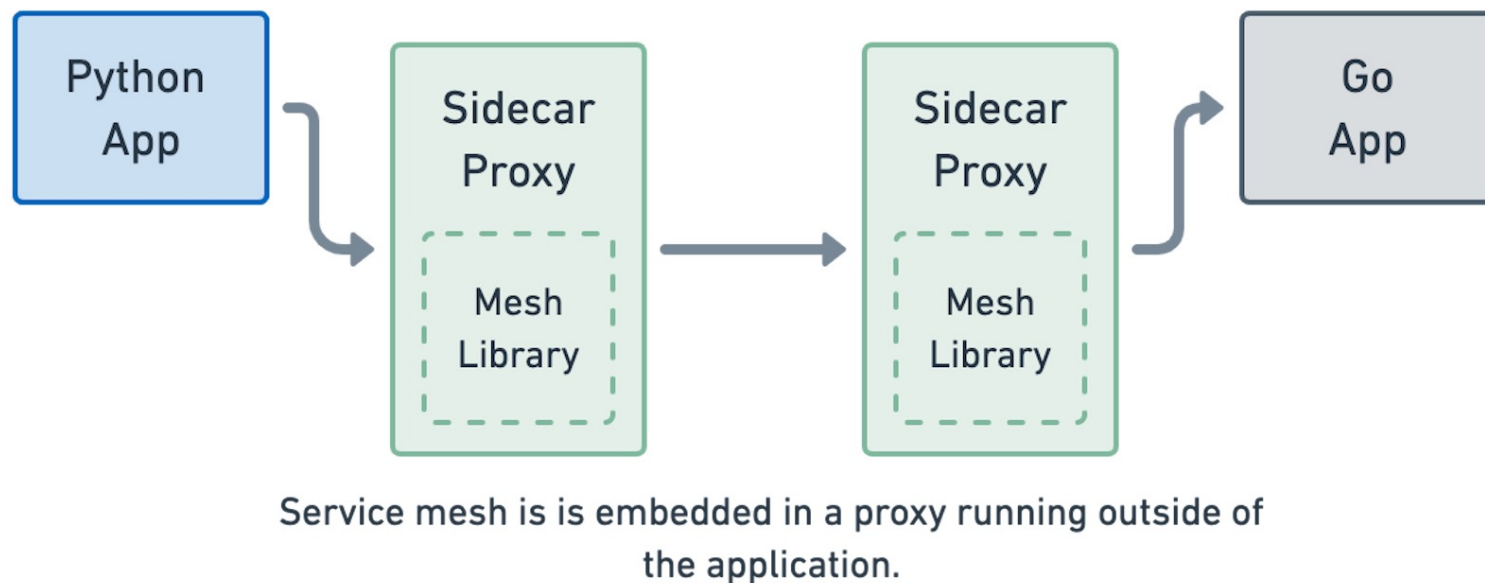 Python
App
Sidecar
Proxy
Mesh
Library
Sidecar
Proxy
Mesh
Library
Go
App
Service mesh is is embedded in a proxy running outside of
the application.